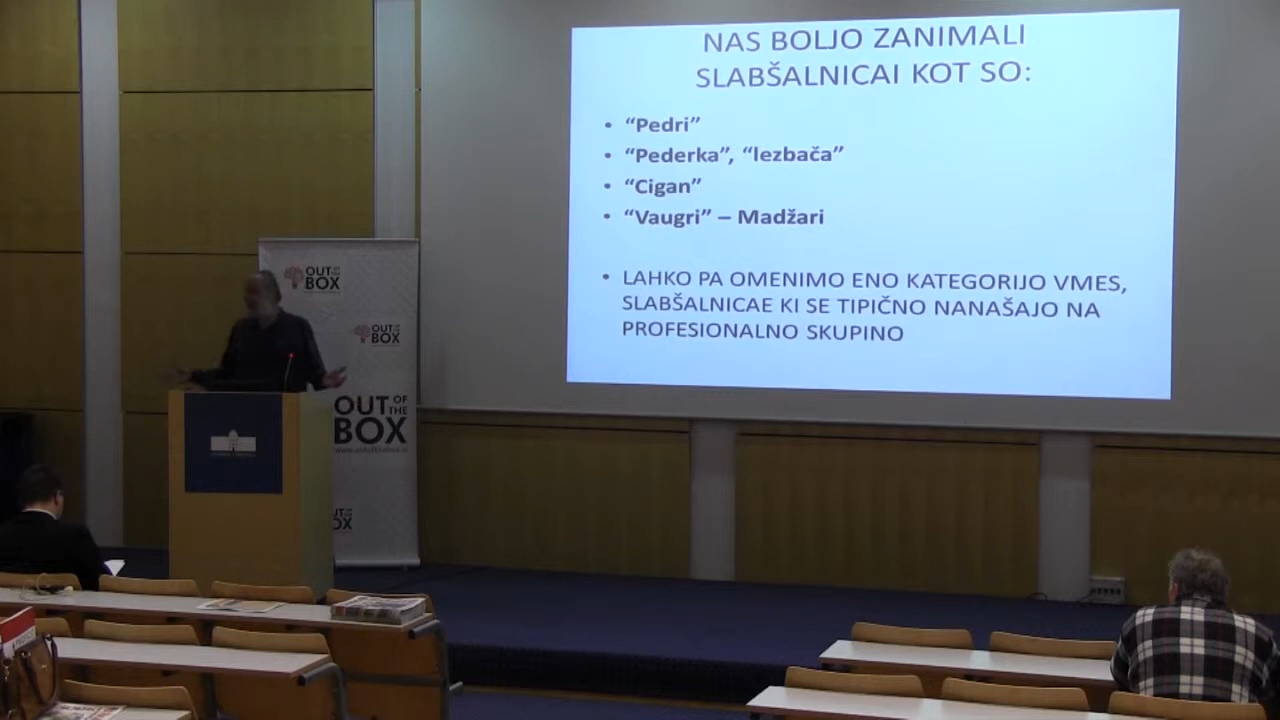 NAS BOLJO ZANIMALI
SLABŠALNICAI KOT SO:
• “Pedri”
• “Pederka”, “lezbača”
• “Cigan”
• “Vaugri” – Madžari
• LAHKO PA OMENIMO ENO KATEGORIJO VMES,
SLABŠALNICAE KI SE TIPIČNO NANAŠAJO NA
PROFESIONALNO SKUPINO
OUT OF THE
BOX
OUT OF THE
BOX
OUT OF THE
BOX